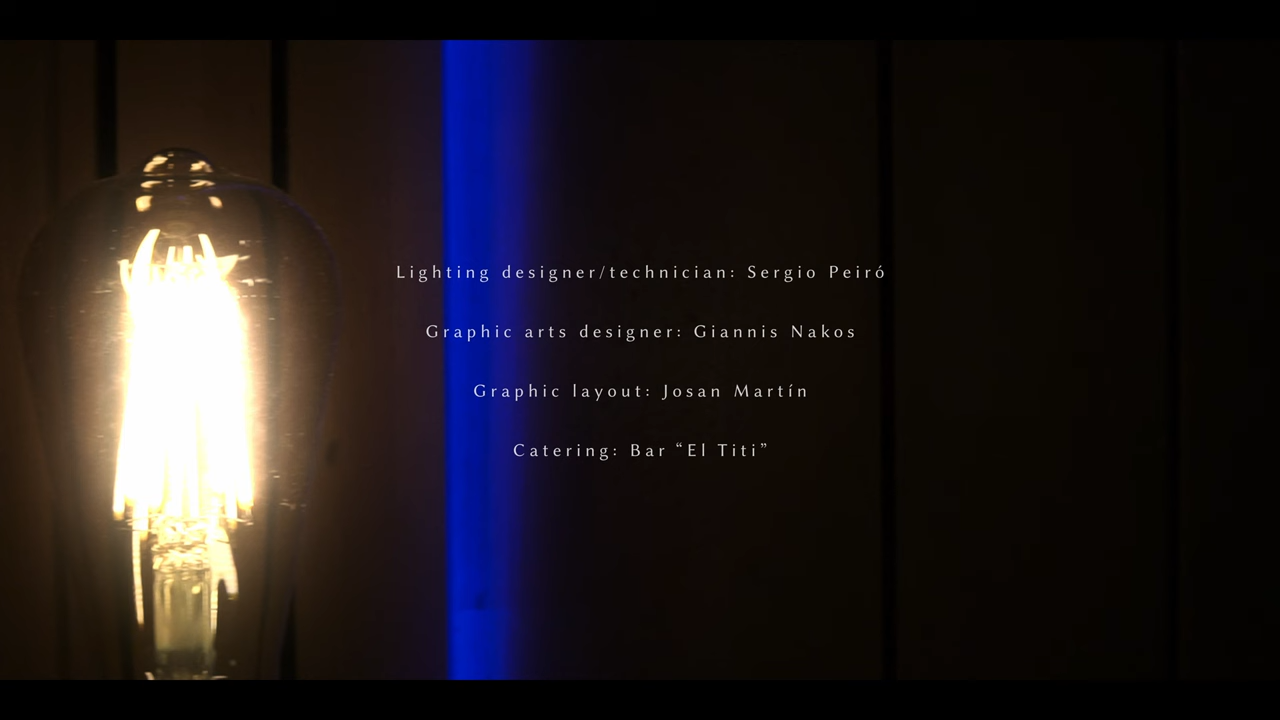 Lighting designer/technician: Sergio Peiró
Graphic arts designer: Giannis Nakos
Graphic layout: Josan Martín
Catering: Bar “El Titi”